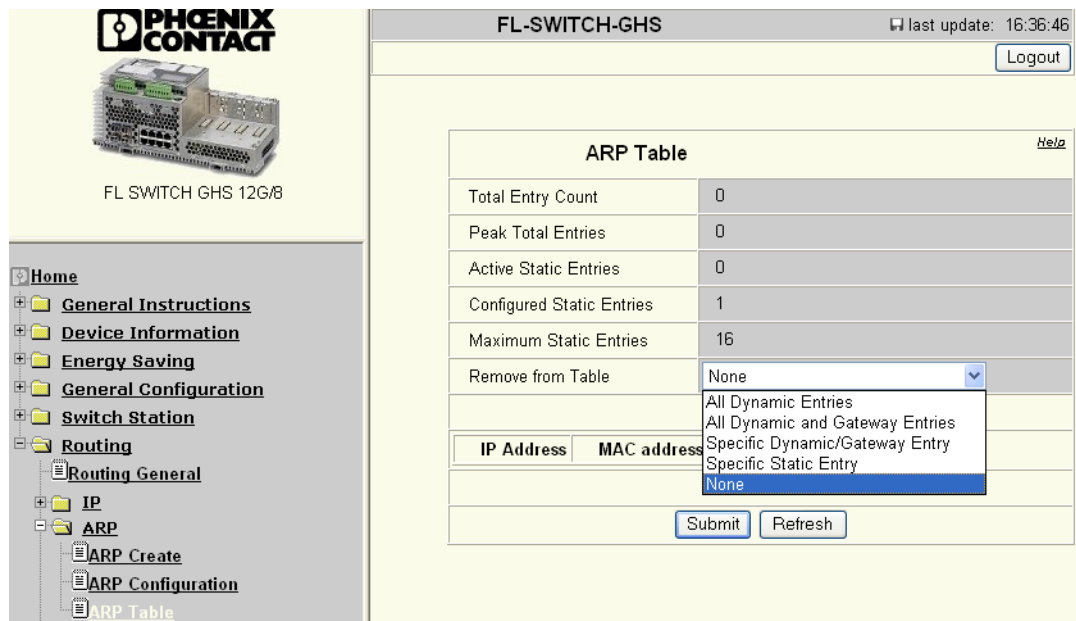 PHŒNIX
CONTACT
FL SWITCH GHS 12G/8
Home
General Instructions
Device Information
Energy Saving
General Configuration
Switch Station
Routing
Routing General
IP
ARP
ARP Create
ARP Configuration
ARP Table
FL-SWITCH-GHS last update: 16:36:46
Logout
ARP Table Help
Total Entry Count 0
Peak Total Entries 0
Active Static Entries 0
Configured Static Entries 1
Maximum Static Entries 16
Remove from Table None
All Dynamic Entries
All Dynamic and Gateway Entries
Specific Dynamic/Gateway Entry
Specific Static Entry
None
IP Address MAC address
Submit Refresh